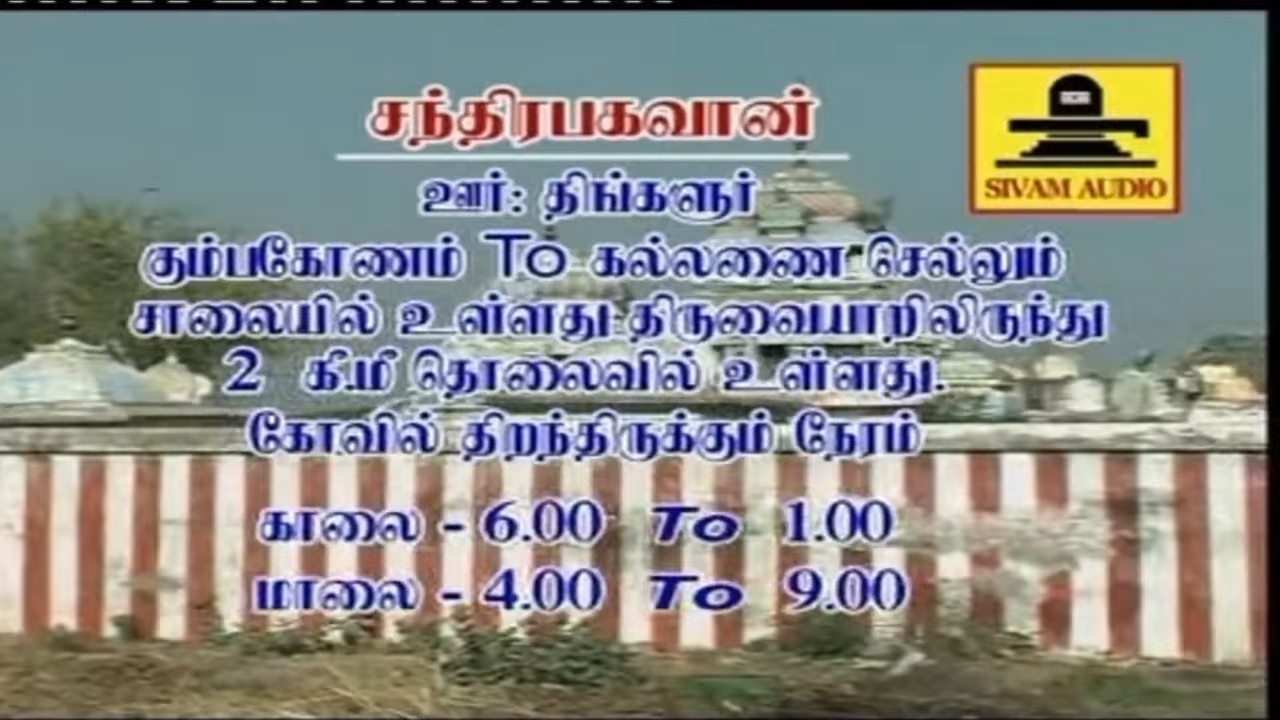 சந்திரபகவான்
SIVAM AUDIO
ஊர்: திங்களுர்
கும்பகோணம் To கல்லணை செல்லும்
சாலையில் உள்ளது திருவையாறிலிருந்து
2 கீ.மீ தொலைவில் உள்ளது.
கோவில் திறந்திருக்கும் நேரம்
காலை - 6.00 To 1.00
மாலை - 4.00 To 9.00